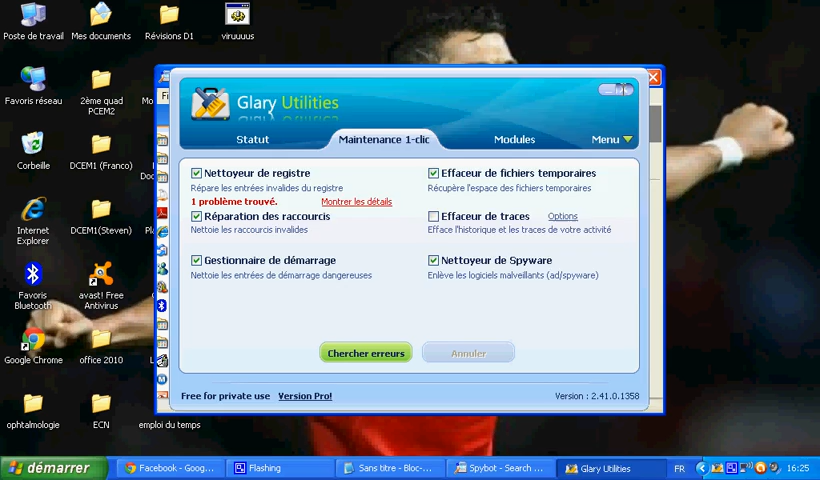 Poste de travail
Mes documents
Révisions D1
viruuuus
Favoris réseau
2ème quad
PCEM2
Corbeille
DCEM1 (Franco)
Internet
Explorer
DCEM1(Steven)
Favoris
Bluetooth
avast! Free
Antivirus
Google Chrome
office 2010
ophtalmologie
ECN
emploi du temps
Glary Utilities
Statut
Maintenance 1-clic
Modules
Menu
Nettoyeur de registre
Répare les entrées invalides du registre
1 problème trouvé.
Montrer les détails
Réparation des raccourcis
Nettoie les raccourcis invalides
Gestionnaire de démarrage
Nettoie les entrées de démarrage dangereuses
Effaceur de fichiers temporaires
Récupère l'espace des fichiers temporaires
Effaceur de traces
Options
Efface l'historique et les traces de votre activité
Nettoyeur de Spyware
Enlève les logiciels malveillants (ad/spyware)
Chercher erreurs
Annuler
Free for private use
Version Pro!
Version : 2.41.0.1358
démarrer
Facebook - Goog...
Flashing
Sans titre - Bloc-...
Spybot - Search ...
Glary Utilities
FR
16:25